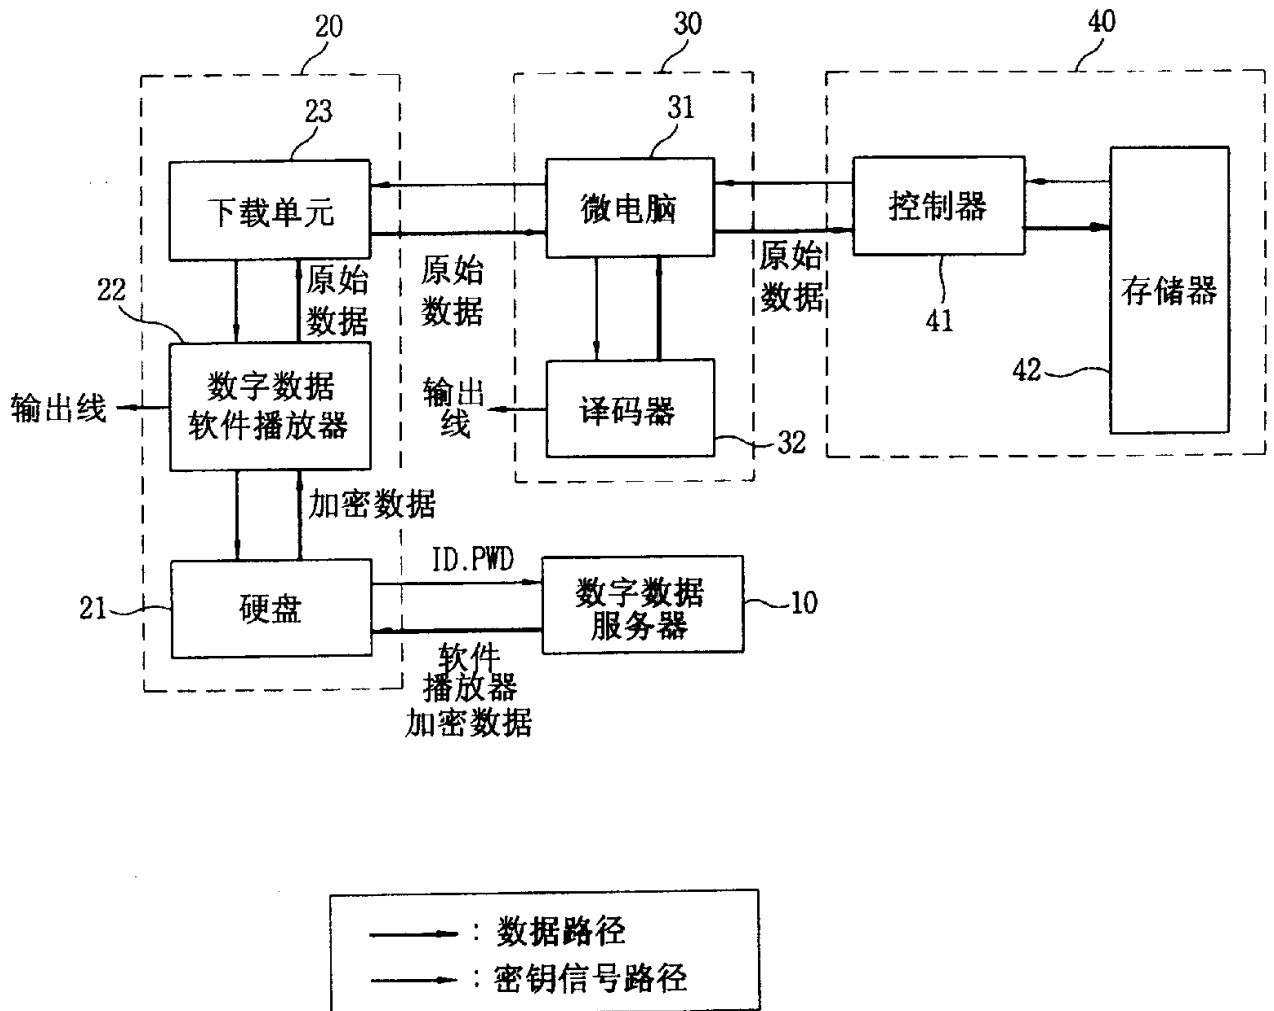 20
30
40
23
31
下载单元
微电脑
控制器
存储器
原始
数据
原始
数据
原始
数据
22
41
42
数字数据
软件播放器
输出线
输出
线
译码器
32
加密数据
ID.PWD
21
硬盘
数字数据
服务器
10
软件
播放器
加密数据
: 数据路径
: 密钥信号路径